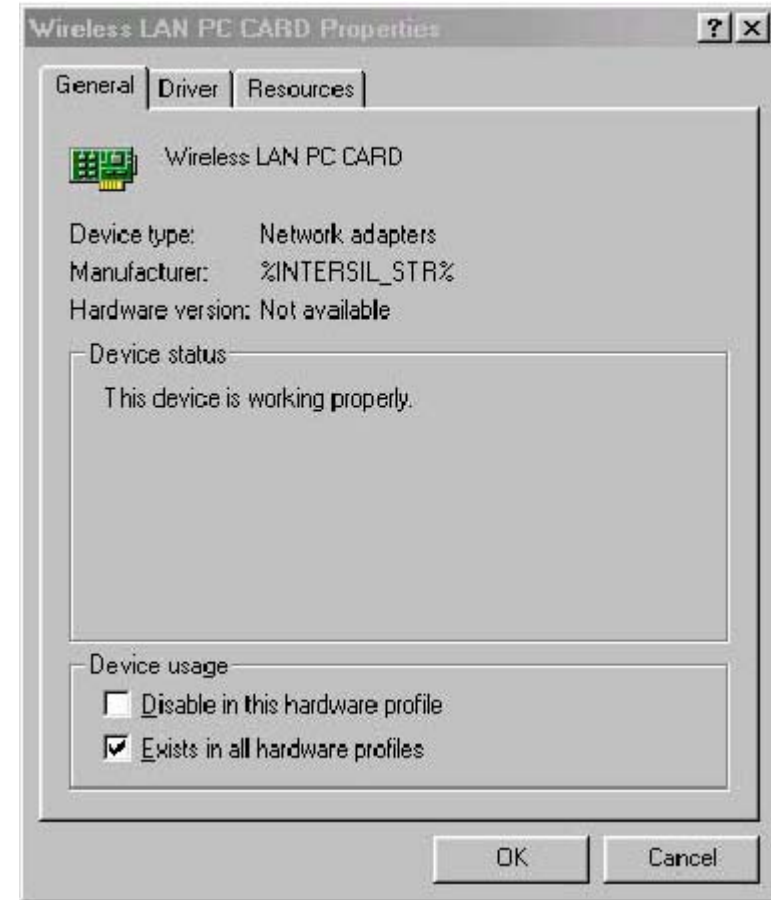 Wireless LAN PC CARD Properties
General Driver Resources
Wireless LAN PC CARD
Device type: Network adapters
Manufacturer: %INTERSIL_STR%
Hardware version: Not available
Device status
This device is working properly.
Device usage
Disable in this hardware profile
Exists in all hardware profiles
OK Cancel